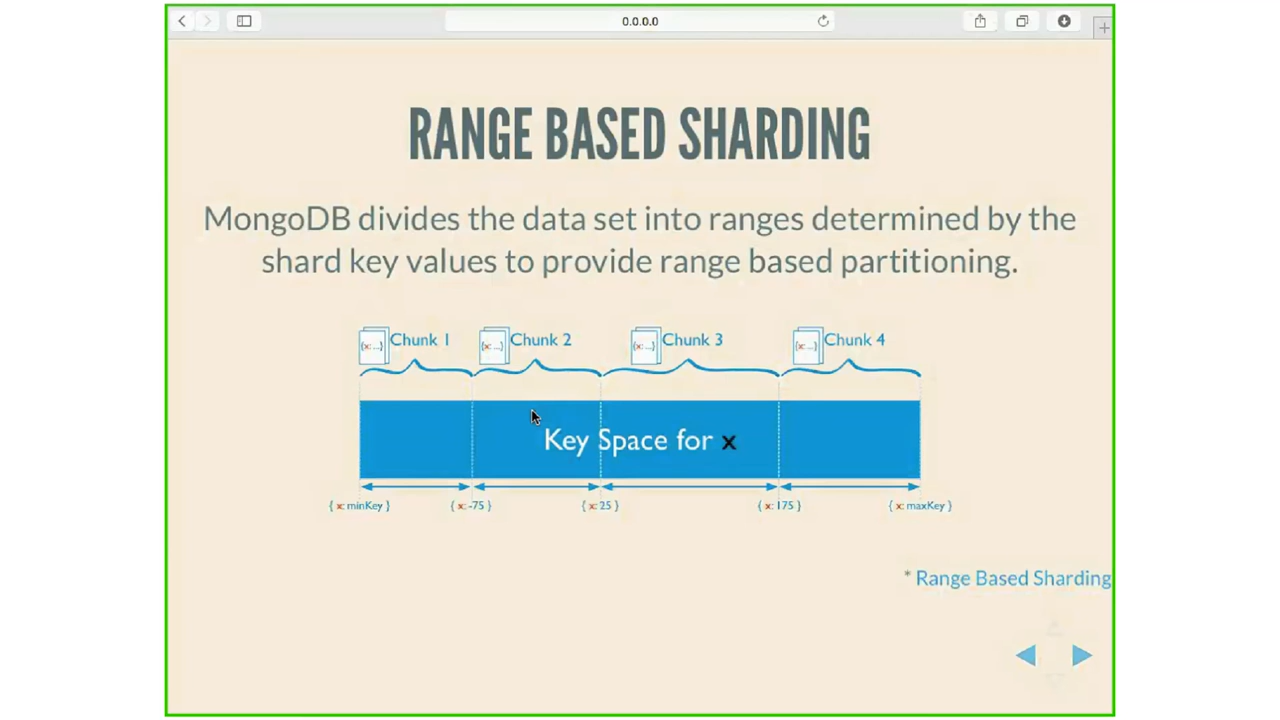 0.0.0.0
RANGE BASED SHARDING
MongoDB divides the data set into ranges determined by the
shard key values to provide range based partitioning.
{x: ...} Chunk 1 {x: ...} Chunk 2 {x: ...} Chunk 3 {x: ...} Chunk 4
Key Space for x
{ x: minKey } { x: -75 } { x: 25 } { x: 175 } { x: maxKey }
* Range Based Sharding